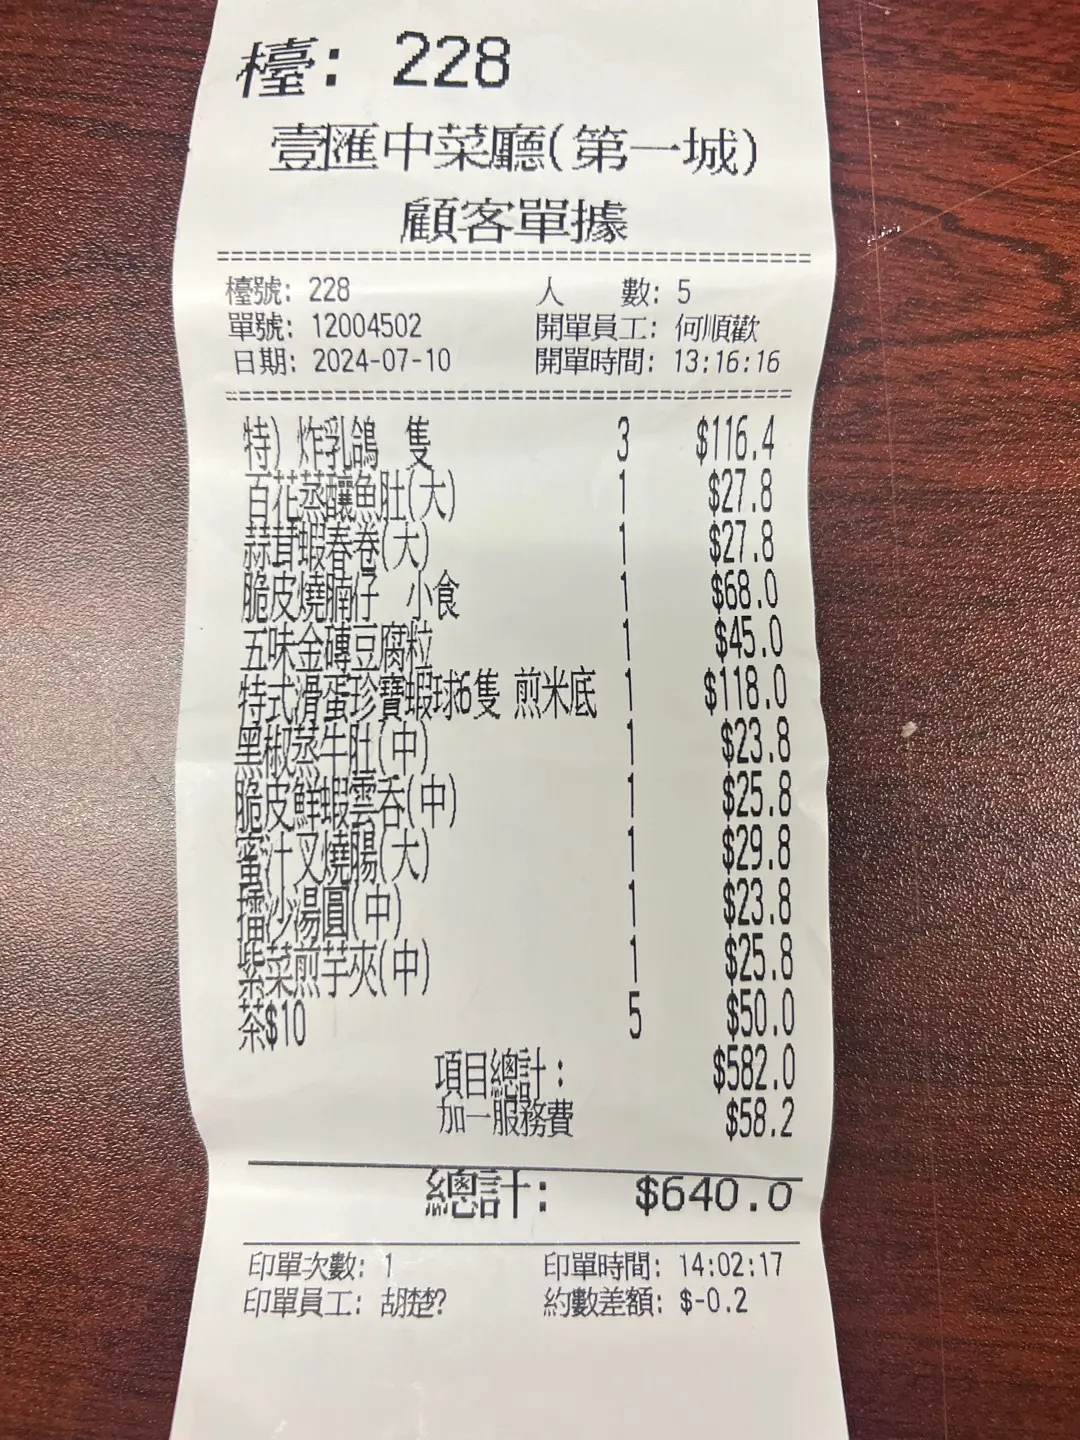 檯: 228
壹匯中菜廳(第一城)
顧客單據
檯號: 228 人 數: 5
單號: 12004502 開單員工: 何順歡
日期: 2024-07-10 開單時間: 13:16:16
特) 炸乳鴿 隻 3 $116.4
百花蒸釀魚肚(大) 1 $27.8
蒜茸蝦春卷(大) 1 $27.8
脆皮燒腩仔 小食 1 $68.0
五味金磚豆腐粒 1 $45.0
特式滑蛋珍寶蝦球6隻 煎米底 1 $118.0
黑椒蒸牛肚(中) 1 $23.8
脆皮鮮蝦雲吞(中) 1 $25.8
蜜汁叉燒腸(大) 1 $29.8
擂沙湯圓(中) 1 $23.8
紫菜煎芋夾(中) 1 $25.8
茶$10 5 $50.0
項目總計: $582.0
加一服務費 $58.2
總計: $640.0
印單次數: 1 印單時間: 14:02:17
印單員工: 胡楚? 約數差額: $-0.2